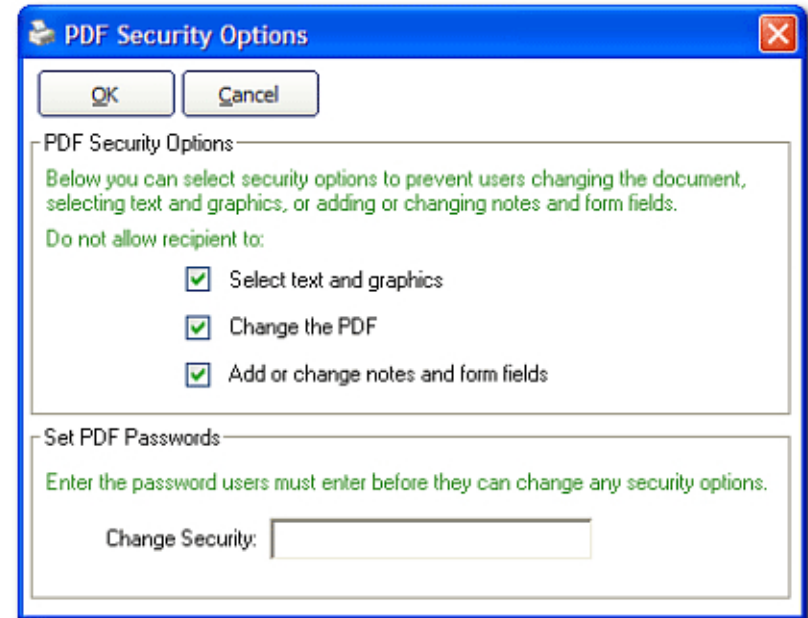 PDF Security Options
OK
Cancel
PDF Security Options
Below you can select security options to prevent users changing the document,
selecting text and graphics, or adding or changing notes and form fields.
Do not allow recipient to:
Select text and graphics
Change the PDF
Add or change notes and form fields
Set PDF Passwords
Enter the password users must enter before they can change any security options.
Change Security: